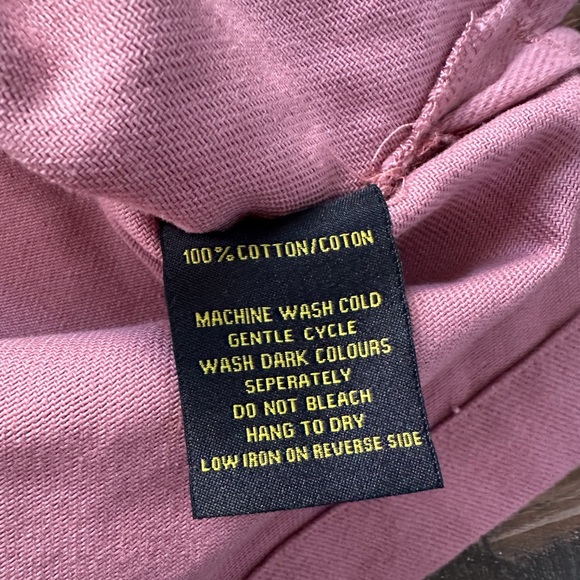 100% COTTON/COTON
MACHINE WASH COLD
GENTLE CYCLE
WASH DARK COLOURS
SEPERATELY
DO NOT BLEACH
HANG TO DRY
LOW IRON ON REVERSE SIDE